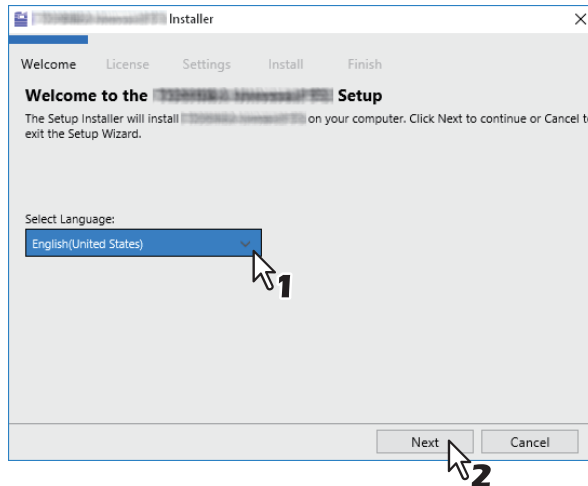 Installer
Welcome License Settings Install Finish
Welcome to the Setup
The Setup Installer will install on your computer. Click Next to continue or Cancel t
exit the Setup Wizard.
Select Language:
English(United States)
1
Next Cancel
2